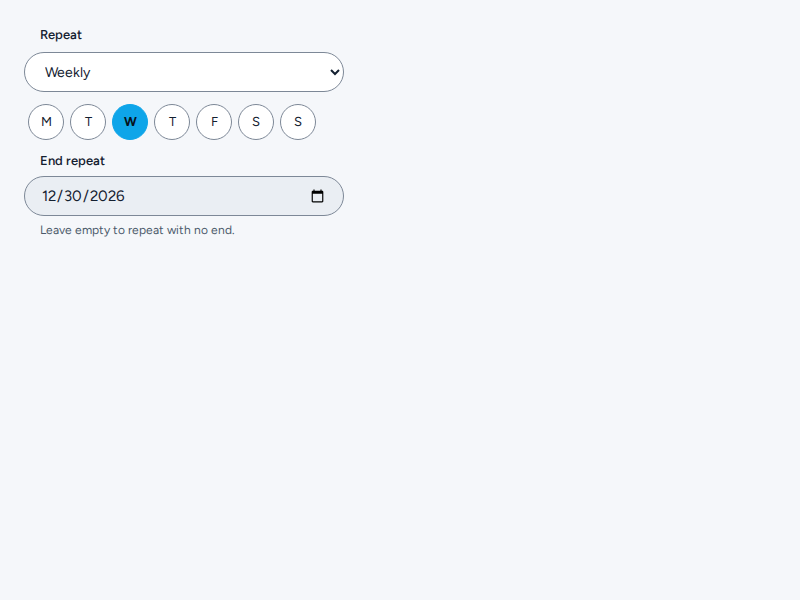 Repeat
Weekly
M T W T F S S
End repeat
12/30/2026
Leave empty to repeat with no end.